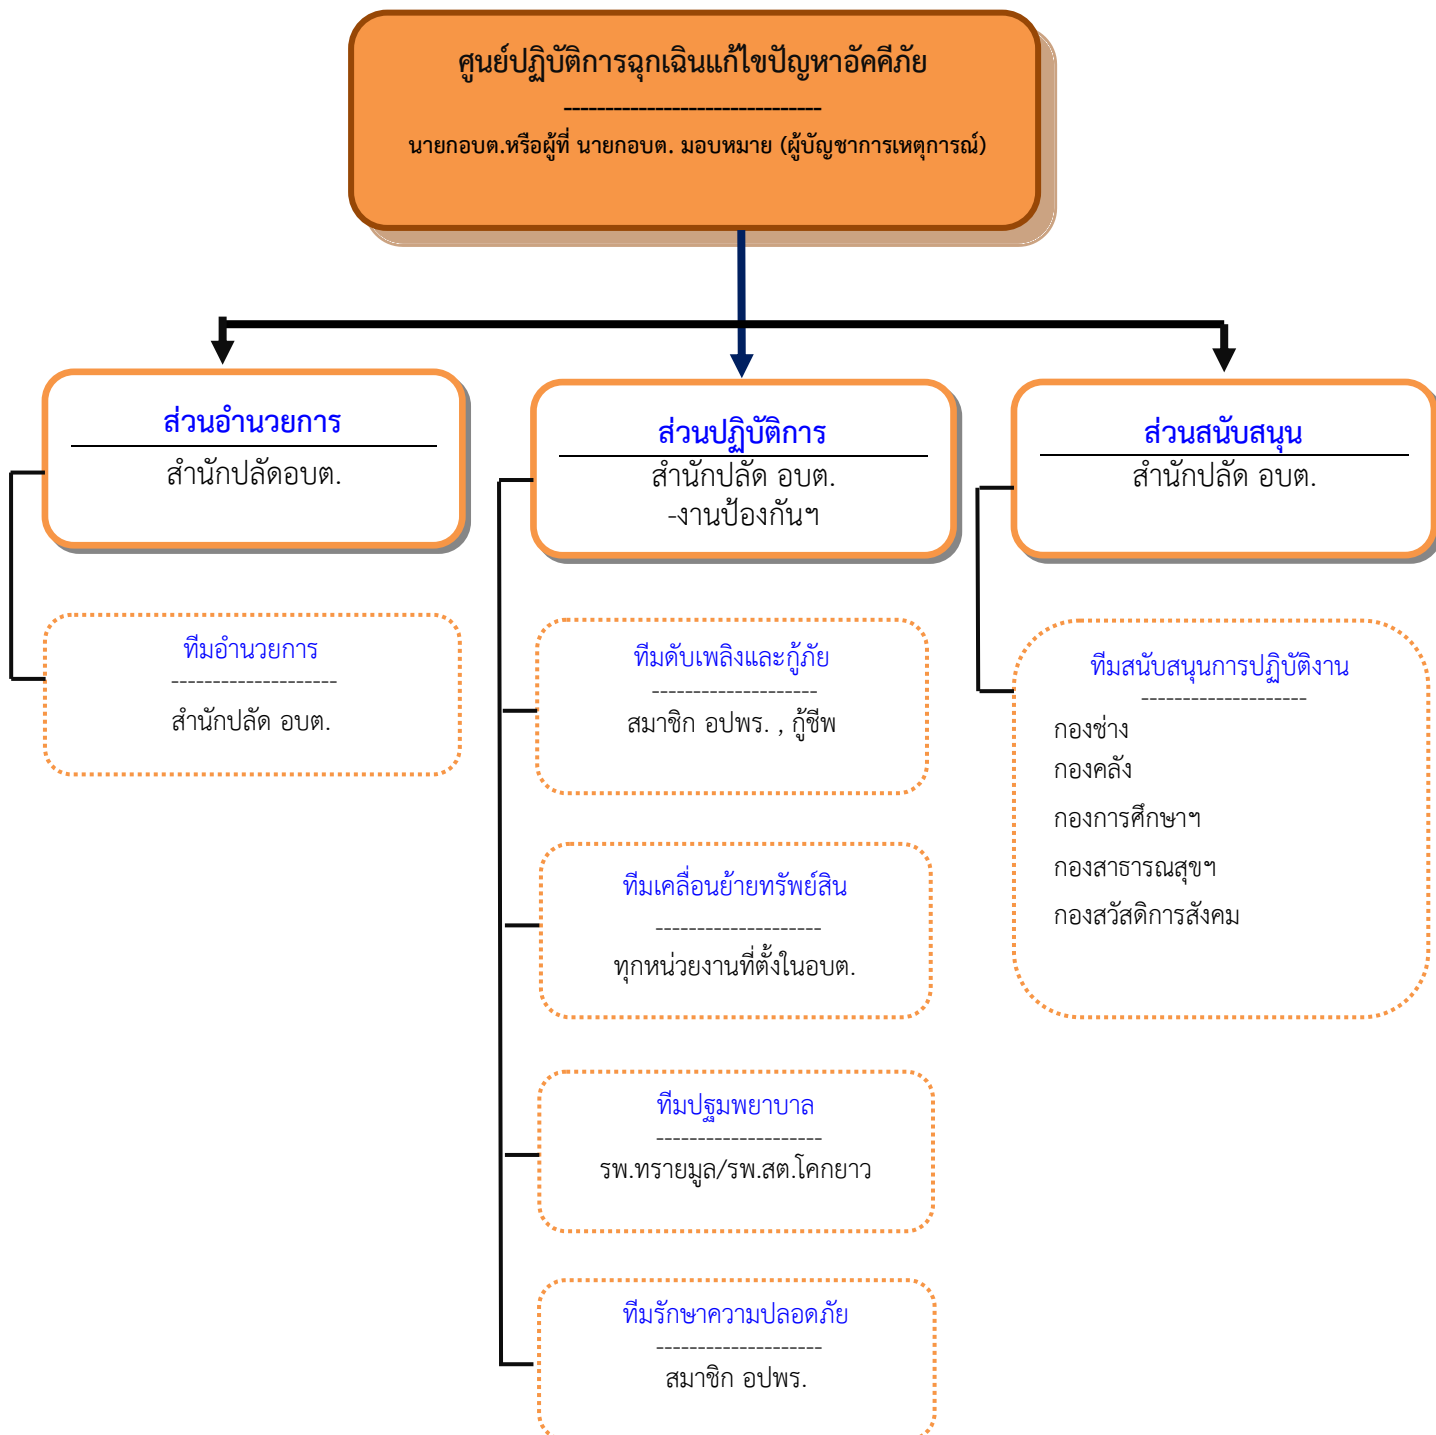 ศูนย์ปฏิบัติการฉุกเฉินแก้ไขปัญหาอัคคีภัย
-------------------------------
นายกอบต.หรือผู้ที่ นายกอบต. มอบหมาย (ผู้บัญชาการเหตุการณ์)
ส่วนอำนวยการ
สำนักปลัดอบต.
ทีมอำนวยการ
--------------------
สำนักปลัด อบต.
ส่วนปฏิบัติการ
สำนักปลัด อบต.
-งานป้องกันฯ
ทีมดับเพลิงและกู้ภัย
--------------------
สมาชิก อปพร. , กู้ชีพ
ทีมเคลื่อนย้ายทรัพย์สิน
--------------------
ทุกหน่วยงานที่ตั้งในอบต.
ทีมปฐมพยาบาล
--------------------
รพ.ทรายมูล/รพ.สต.โคกยาว
ทีมรักษาความปลอดภัย
--------------------
สมาชิก อปพร.
ส่วนสนับสนุน
สำนักปลัด อบต.
ทีมสนับสนุนการปฏิบัติงาน
--------------------
กองช่าง
กองคลัง
กองการศึกษาฯ
กองสาธารณสุขฯ
กองสวัสดิการสังคม